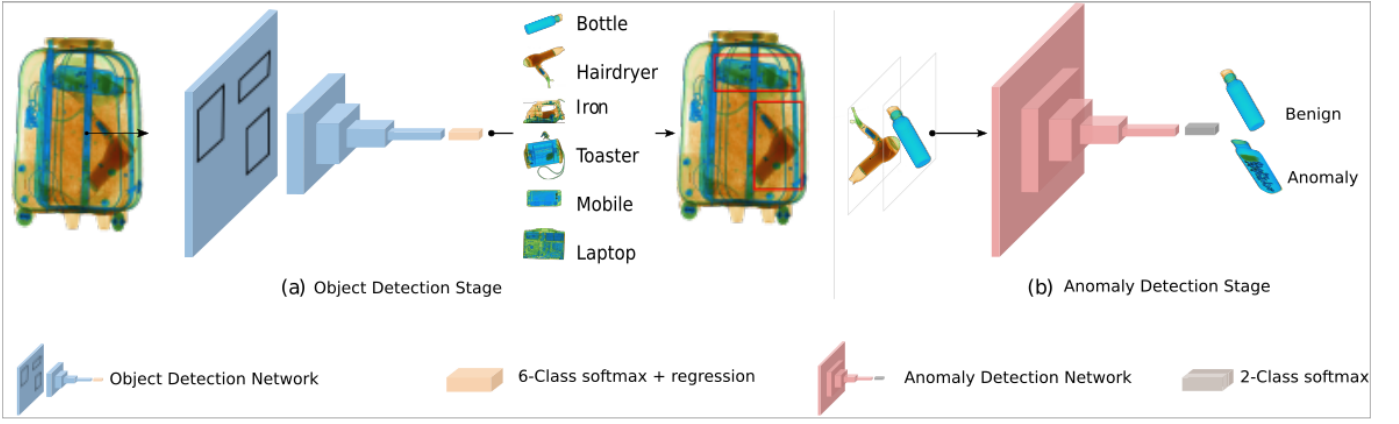 Bottle
Hairdryer
Iron
Toaster
Mobile
Laptop
(a) Object Detection Stage
Benign
Anomaly
(b) Anomaly Detection Stage
Object Detection Network
6-Class softmax + regression
Anomaly Detection Network
2-Class softmax